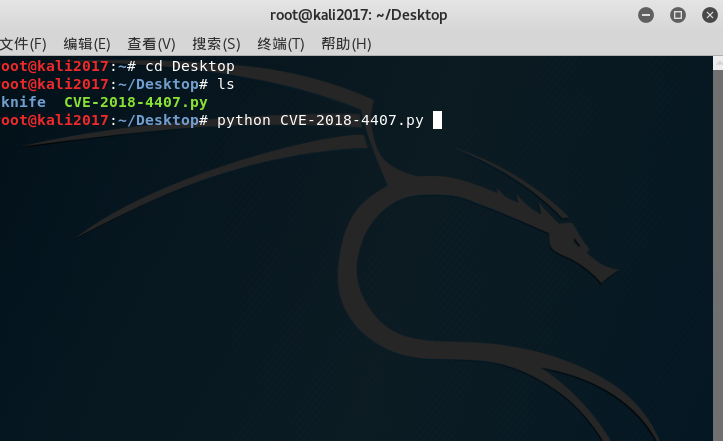 root@kali2017: ~/Desktop
文件(F) 编辑(E) 查看(V) 搜索(S) 终端(T) 帮助(H)
root@kali2017:~# cd Desktop
root@kali2017:~/Desktop# ls
knife  CVE-2018-4407.py
root@kali2017:~/Desktop# python CVE-2018-4407.py